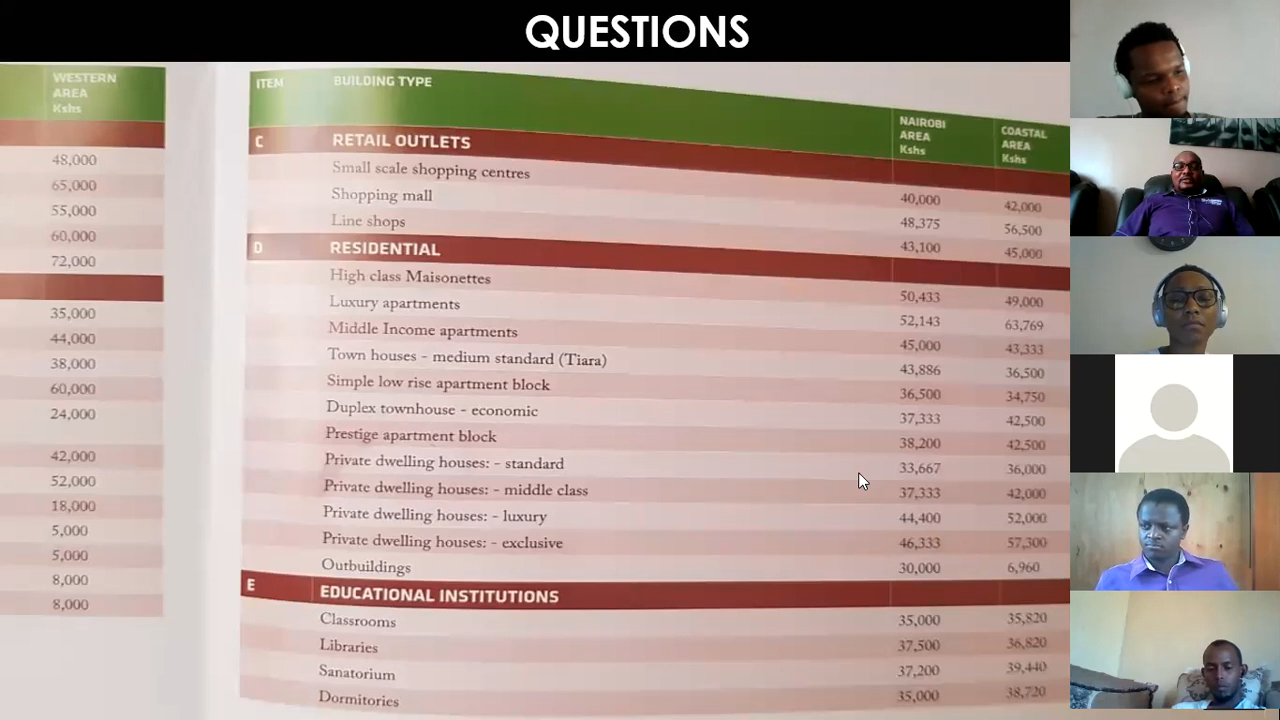 QUESTIONS
WESTERN
AREA
Kshs
48,000
65,000
55,000
60,000
72,000
35,000
44,000
38,000
60,000
24,000
42,000
52,000
18,000
5,000
5,000
8,000
8,000
ITEM BUILDING TYPE
NAIROBI
AREA
Kshs
COASTAL
AREA
Kshs
C RETAIL OUTLETS
Small scale shopping centres 40,000 42,000
Shopping mall 48,375 56,500
Line shops 43,100 45,000
D RESIDENTIAL
High class Maisonettes 50,433 49,000
Luxury apartments 52,143 63,769
Middle Income apartments 45,000 43,333
Town houses - medium standard (Tiara) 43,886 36,500
Simple low rise apartment block 36,500 34,750
Duplex townhouse - economic 37,333 42,500
Prestige apartment block 38,200 42,500
Private dwelling houses: - standard 33,667 36,000
Private dwelling houses: - middle class 37,333 42,000
Private dwelling houses: - luxury 44,400 52,000
Private dwelling houses: - exclusive 46,333 57,300
Outbuildings 30,000 6,960
E EDUCATIONAL INSTITUTIONS
Classrooms 35,000 35,820
Libraries 37,500 36,820
Sanatorium 37,200 39,440
Dormitories 35,000 38,720